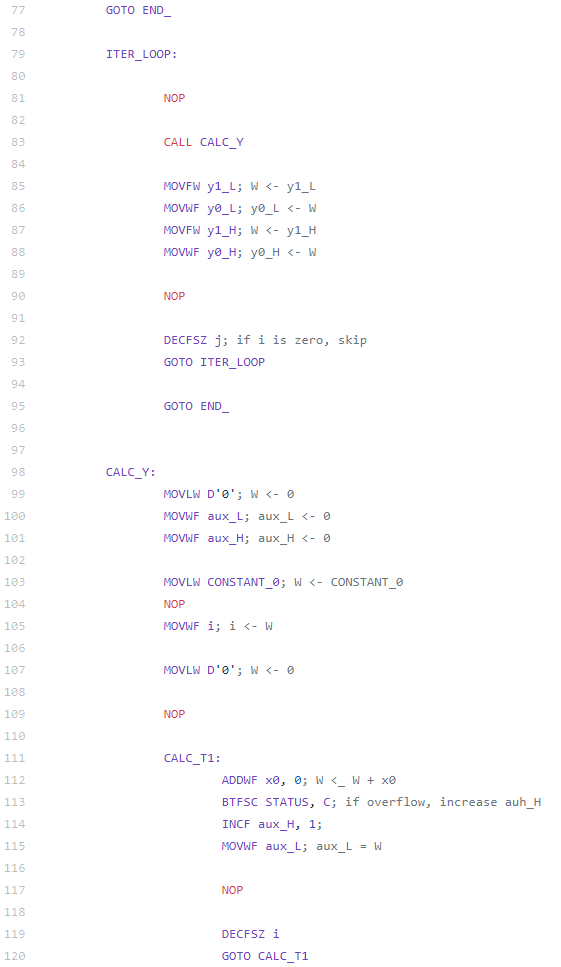 77 GOTO END_
78
79 ITER_LOOP:
80
81 NOP
82
83 CALL CALC_Y
84
85 MOVFW y1_L; W <- y1_L
86 MOVWF y0_L; y0_L <- W
87 MOVFW y1_H; W <- y1_H
88 MOVWF y0_H; y0_H <- W
89
90 NOP
91
92 DECFSZ j; if i is zero, skip
93 GOTO ITER_LOOP
94
95 GOTO END_
96
97
98 CALC_Y:
99 MOVLW D'0'; W <- 0
100 MOVWF aux_L; aux_L <- 0
101 MOVWF aux_H; aux_H <- 0
102
103 MOVLW CONSTANT_0; W <- CONSTANT_0
104 NOP
105 MOVWF i; i <- W
106
107 MOVLW D'0'; W <- 0
108
109 NOP
110
111 CALC_T1:
112 ADDWF x0, 0; W <_ W + x0
113 BTFSC STATUS, C; if overflow, increase auh_H
114 INCF aux_H, 1;
115 MOVWF aux_L; aux_L = W
116
117 NOP
118
119 DECFSZ i
120 GOTO CALC_T1